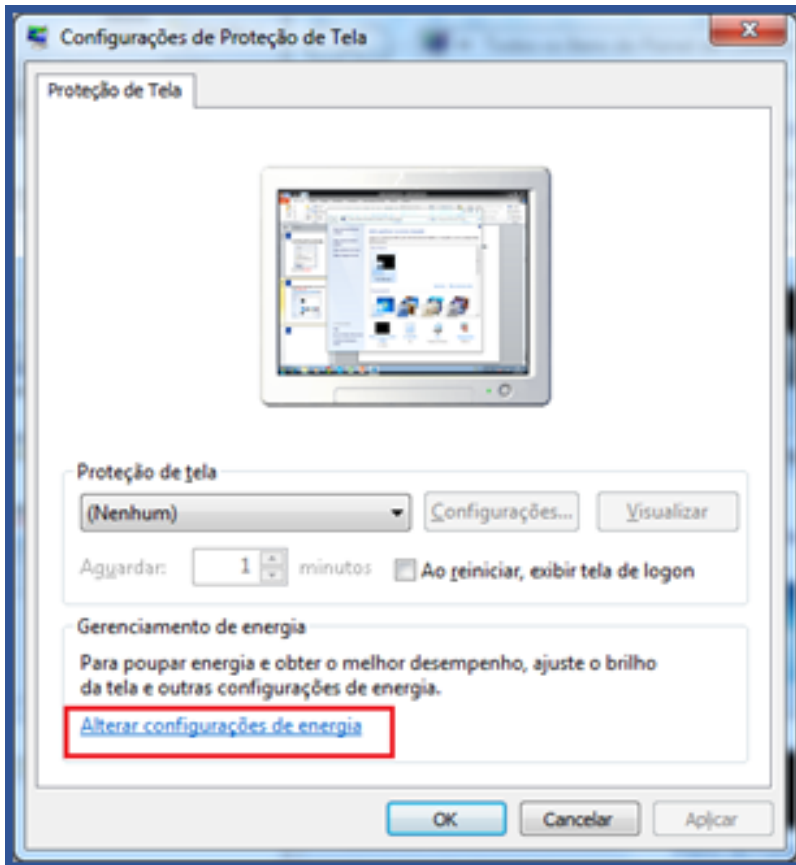 Configurações de Proteção de Tela
Proteção de Tela
Proteção de tela
(Nenhum)
Configurações...
Visualizar
Aguardar:
1
minutos
Ao reiniciar, exibir tela de logon
Gerenciamento de energia
Para poupar energia e obter o melhor desempenho, ajuste o brilho
da tela e outras configurações de energia.
Alterar configurações de energia
OK
Cancelar
Aplicar